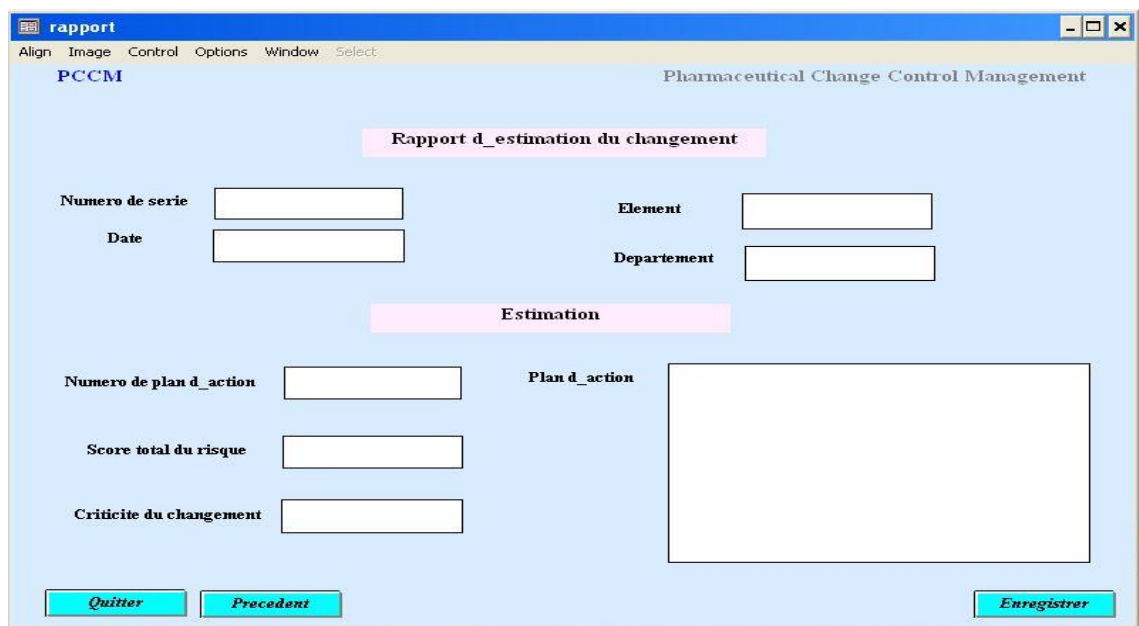 rapport
Align Image Control Options Window Select
PCCM Pharmaceutical Change Control Management
Rapport d_estimation du changement
Numero de serie
Element
Date
Departement
Estimation
Numero de plan d_action
Plan d_action
Score total du risque
Criticite du changement
Quitter Precedent Enregistrer